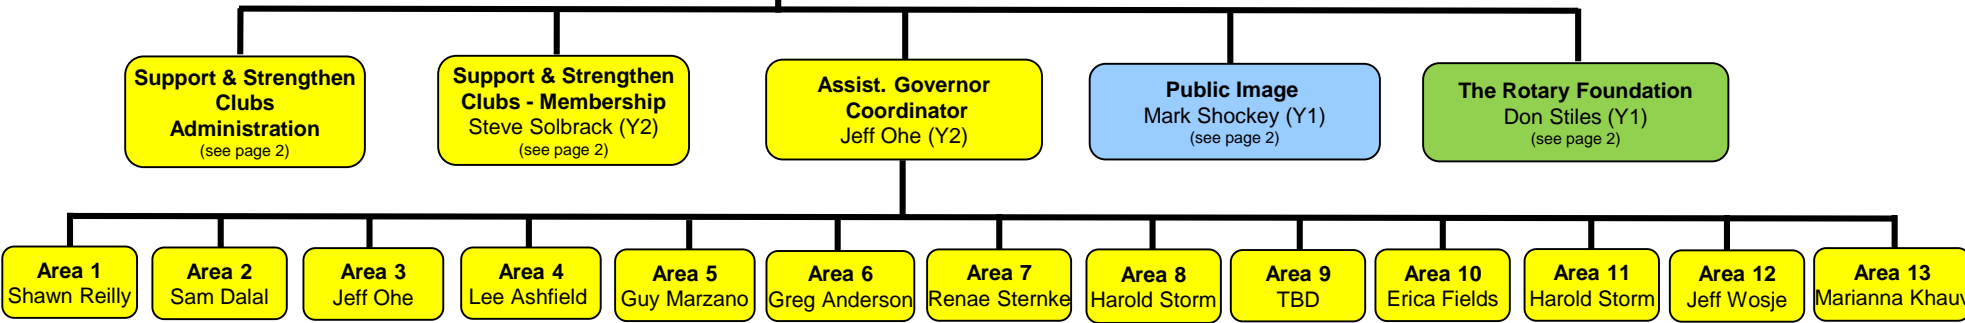 Support & Strengthen
Clubs
Administration
(see page 2)
Support & Strengthen
Clubs - Membership
Steve Solbrack (Y2)
(see page 2)
Assist. Governor
Coordinator
Jeff Ohe (Y2)
Public Image
Mark Shockey (Y1)
(see page 2)
The Rotary Foundation
Don Stiles (Y1)
(see page 2)
Area 1
Shawn Reilly
Area 2
Sam Dalal
Area 3
Jeff Ohe
Area 4
Lee Ashfield
Area 5
Guy Marzano
Area 6
Greg Anderson
Area 7
Renae Sternke
Area 8
Harold Storm
Area 9
TBD
Area 10
Erica Fields
Area 11
Harold Storm
Area 12
Jeff Wosje
Area 13
Marianna Khauv